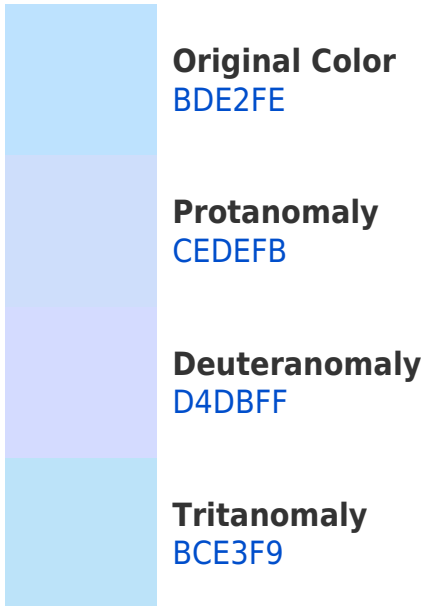 Original Color
BDE2FE
Protanomaly
CEDEFB
Deuteranomaly
D4DBFF
Tritanomaly
BCE3F9